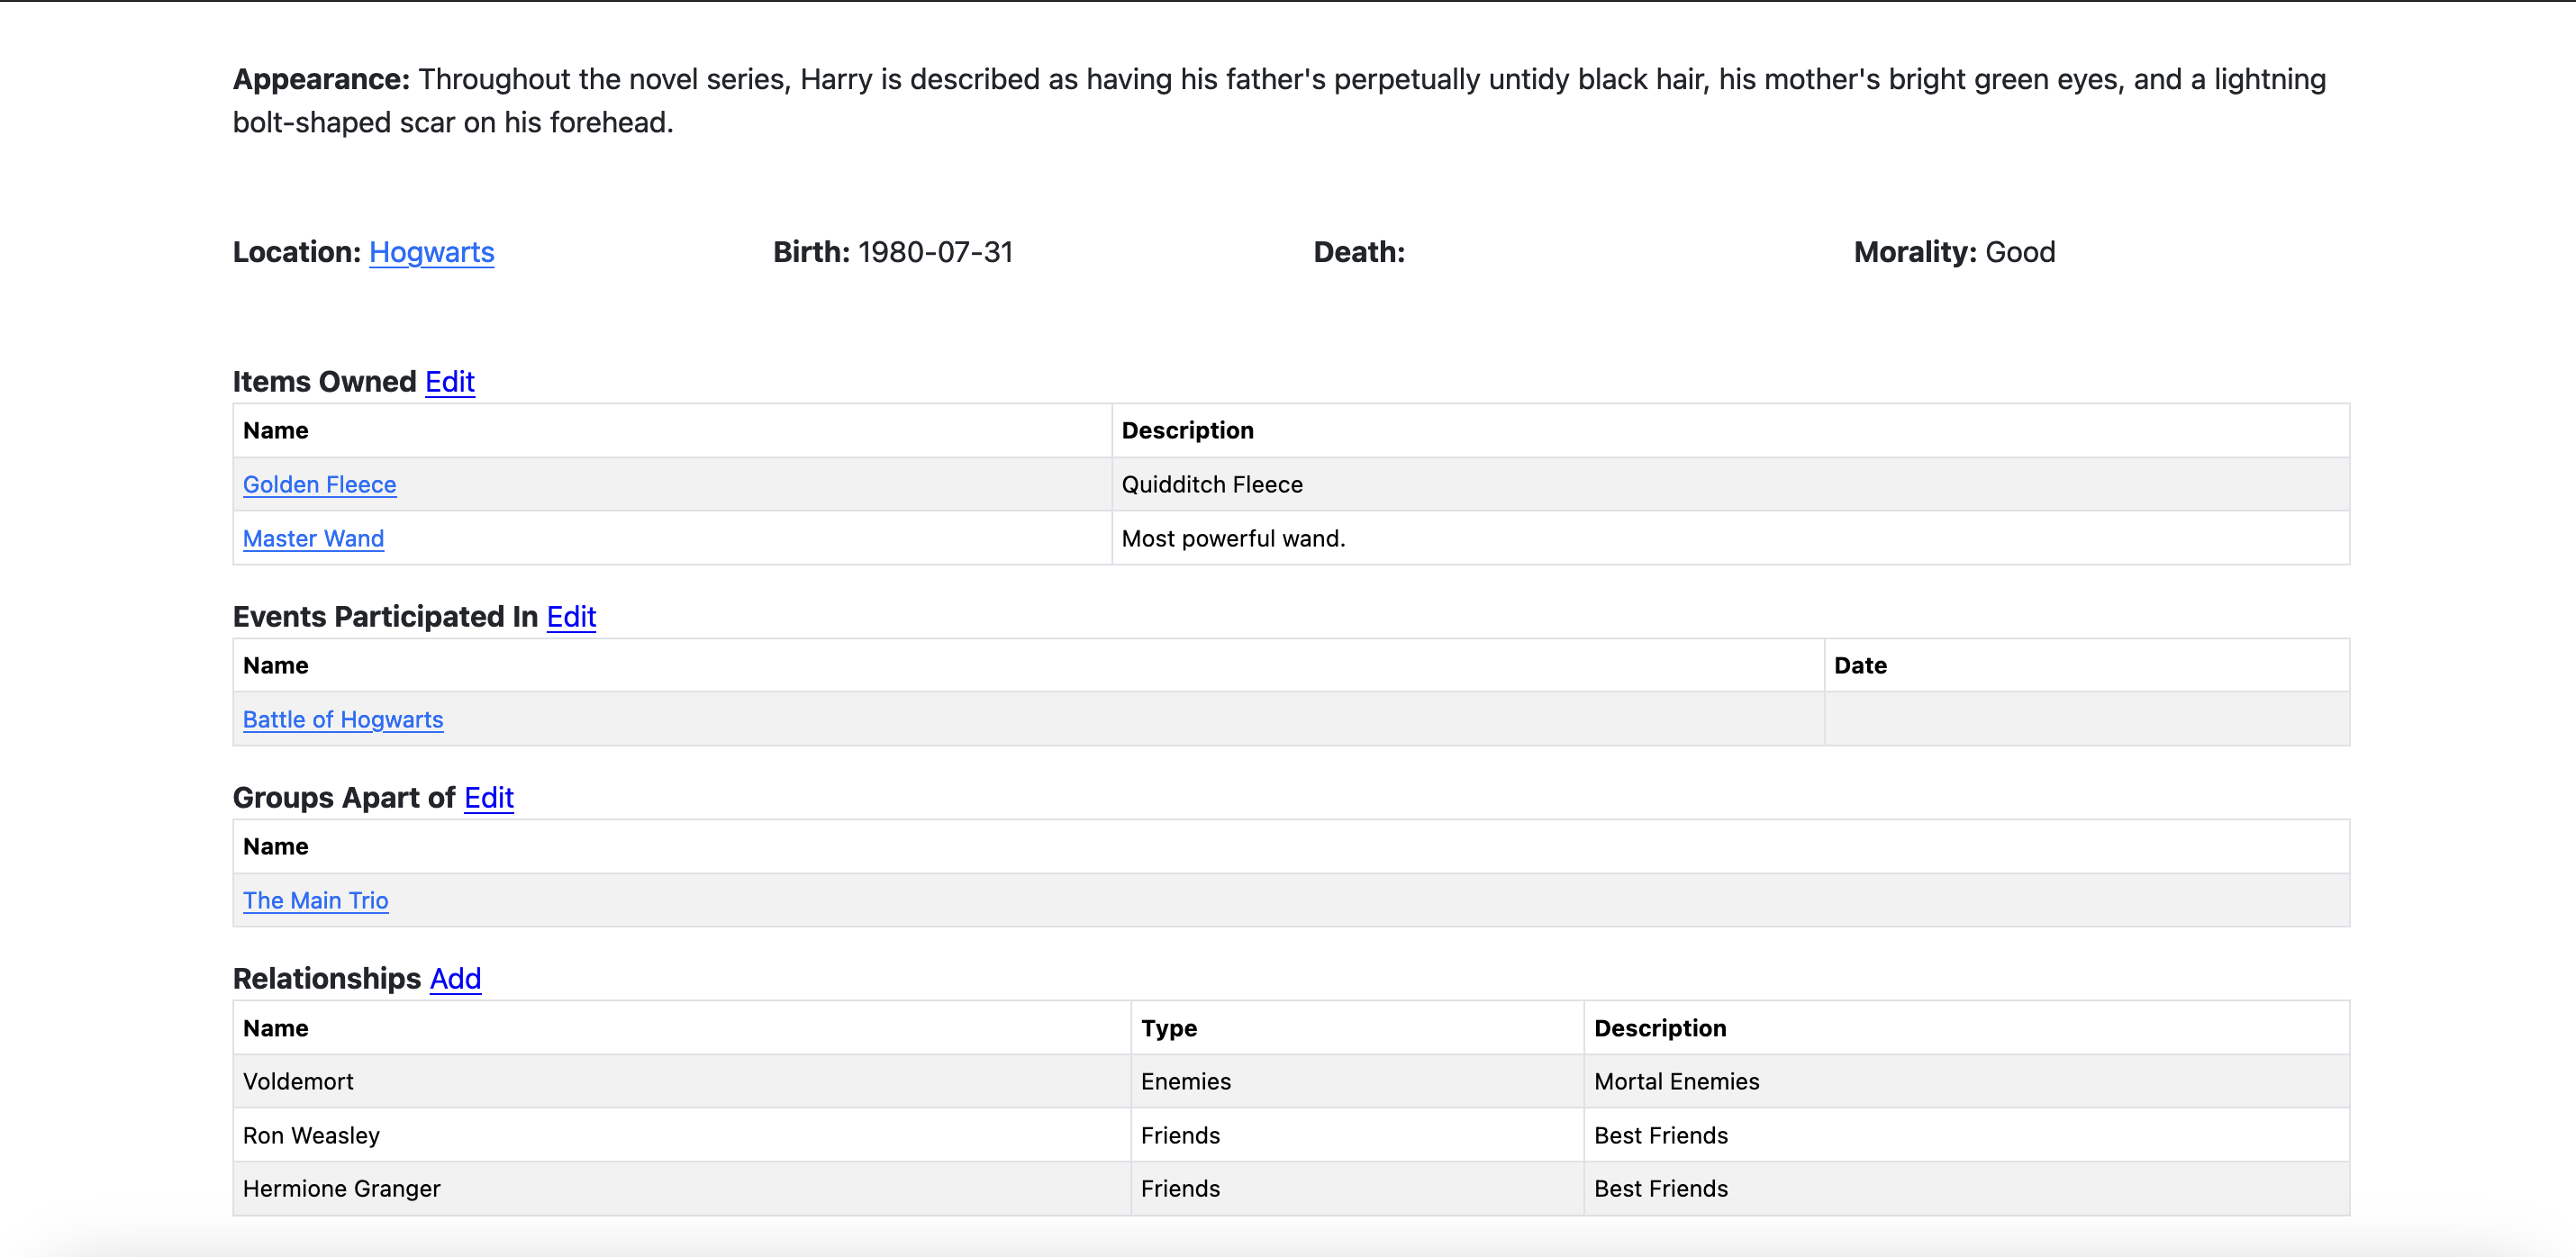 Appearance: Throughout the novel series, Harry is described as having his father's perpetually untidy black hair, his mother's bright green eyes, and a lightning
bolt-shaped scar on his forehead.
Location: Hogwarts Birth: 1980-07-31 Death: Morality: Good
Items Owned Edit
Name Description
Golden Fleece Quidditch Fleece
Master Wand Most powerful wand.
Events Participated In Edit
Name Date
Battle of Hogwarts
Groups Apart of Edit
Name
The Main Trio
Relationships Add
Name Type Description
Voldemort Enemies Mortal Enemies
Ron Weasley Friends Best Friends
Hermione Granger Friends Best Friends